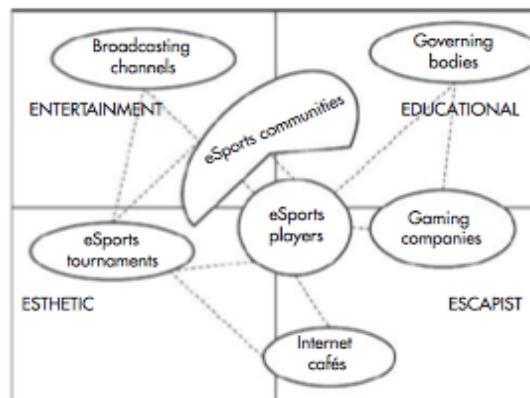 Broadcasting
channels
Governing
bodies
ENTERTAINMENT
eSports communities
EDUCATIONAL
eSports
players
Gaming
companies
eSports
tournaments
ESTHETIC
ESCAPIST
Internet
cafés